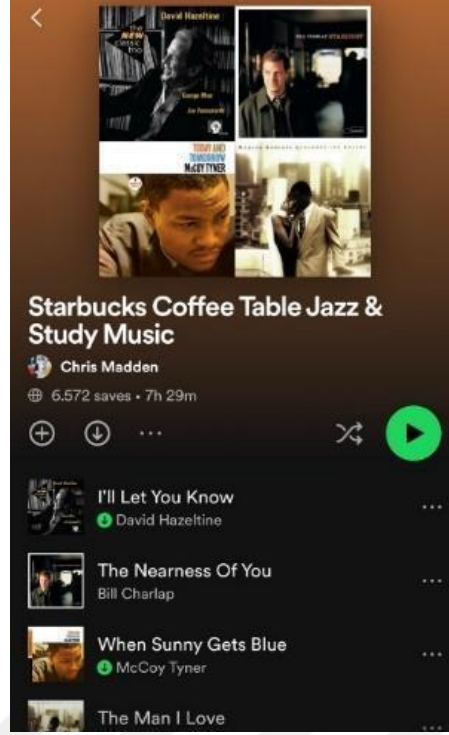 David Hazeltine
the
NEW
classic
trio
George Mraz
Joe Farnsworth
STARDUST
TODAY AND
TOMORROW
McCOY TYNER
Starbucks Coffee Table Jazz &
Study Music
Chris Madden
6.572 saves • 7h 29m
I'll Let You Know
David Hazeltine
The Nearness Of You
Bill Charlap
When Sunny Gets Blue
McCoy Tyner
The Man I Love